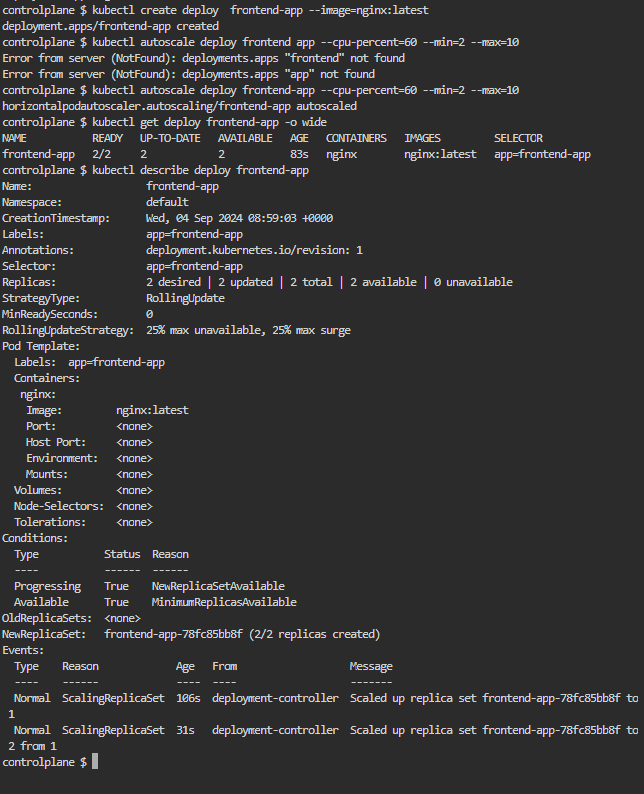 controlplane $ kubectl create deploy  frontend-app --image=nginx:latest
deployment.apps/frontend-app created
controlplane $ kubectl autoscale deploy frontend app --cpu-percent=60 --min=2 --max=10
Error from server (NotFound): deployments.apps "frontend" not found
Error from server (NotFound): deployments.apps "app" not found
controlplane $ kubectl autoscale deploy frontend-app --cpu-percent=60 --min=2 --max=10
horizontalpodautoscaler.autoscaling/frontend-app autoscaled
controlplane $ kubectl get deploy frontend-app -o wide
NAME           READY   UP-TO-DATE   AVAILABLE   AGE   CONTAINERS   IMAGES         SELECTOR
frontend-app   2/2     2            2           83s   nginx        nginx:latest   app=frontend-app
controlplane $ kubectl describe deploy frontend-app
Name:                   frontend-app
Namespace:              default
CreationTimestamp:      Wed, 04 Sep 2024 08:59:03 +0000
Labels:                 app=frontend-app
Annotations:            deployment.kubernetes.io/revision: 1
Selector:               app=frontend-app
Replicas:               2 desired | 2 updated | 2 total | 2 available | 0 unavailable
StrategyType:           RollingUpdate
MinReadySeconds:        0
RollingUpdateStrategy:  25% max unavailable, 25% max surge
Pod Template:
  Labels:  app=frontend-app
  Containers:
   nginx:
    Image:         nginx:latest
    Port:          <none>
    Host Port:     <none>
    Environment:   <none>
    Mounts:        <none>
  Volumes:         <none>
  Node-Selectors:  <none>
  Tolerations:     <none>
Conditions:
  Type           Status  Reason
  ----           ------  ------
  Progressing    True    NewReplicaSetAvailable
  Available      True    MinimumReplicasAvailable
OldReplicaSets:  <none>
NewReplicaSet:   frontend-app-78fc85bb8f (2/2 replicas created)
Events:
  Type    Reason             Age   From                   Message
  ----    ------             ----  ----                   -------
  Normal  ScalingReplicaSet  106s  deployment-controller  Scaled up replica set frontend-app-78fc85bb8f to
 1
  Normal  ScalingReplicaSet  31s   deployment-controller  Scaled up replica set frontend-app-78fc85bb8f to
 2 from 1
controlplane $